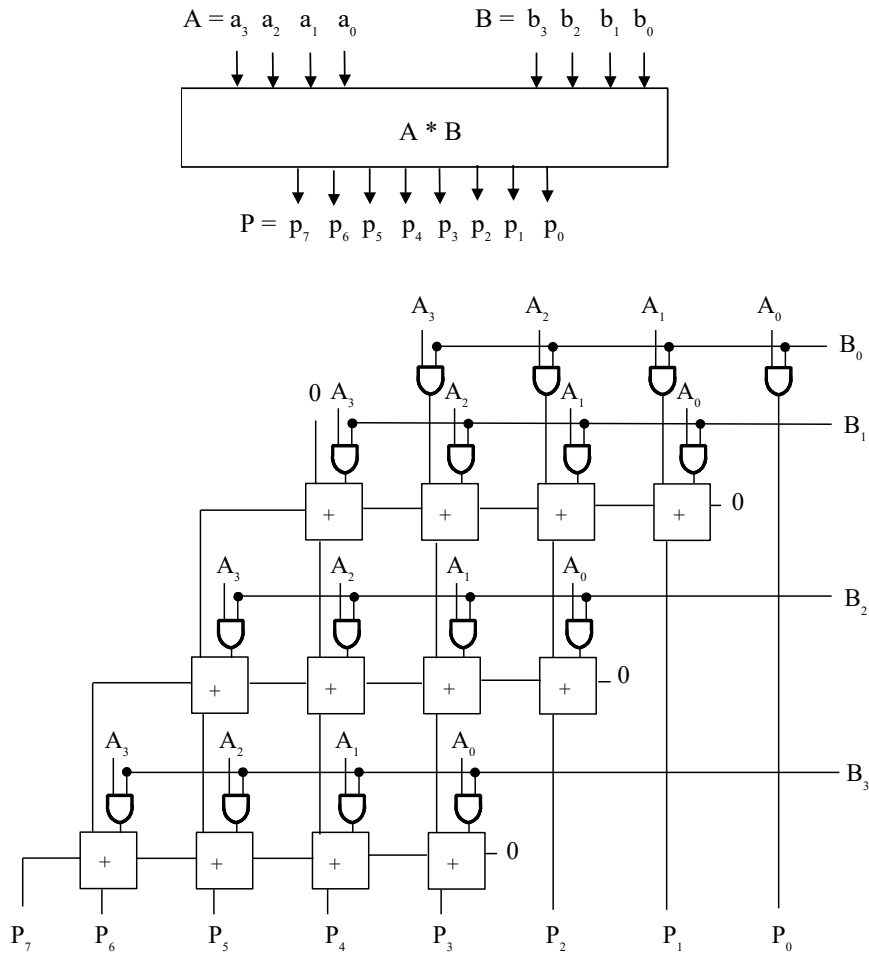 A = a₃ a₂ a₁ a₀ B = b₃ b₂ b₁ b₀
A * B
P = p₇ p₆ p₅ p₄ p₃ p₂ p₁ p₀
A₃ A₂ A₁ A₀
B₀
0 A₃ A₂ A₁ A₀
B₁
+ + + + 0
A₃ A₂ A₁ A₀
B₂
+ + + + 0
A₃ A₂ A₁ A₀
B₃
+ + + + 0
P₇ P₆ P₅ P₄ P₃ P₂ P₁ P₀